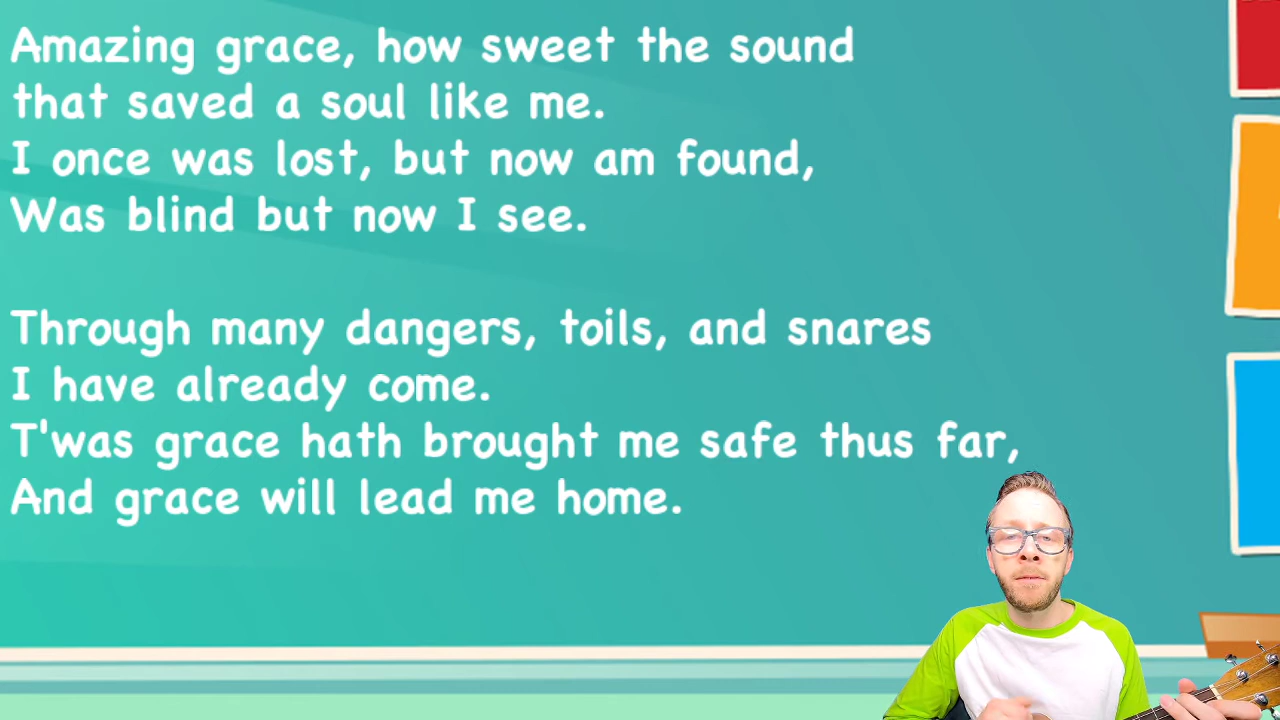 Amazing grace, how sweet the sound
that saved a soul like me.
I once was lost, but now am found,
Was blind but now I see.
Through many dangers, toils, and snares
I have already come.
T'was grace hath brought me safe thus far,
And grace will lead me home.